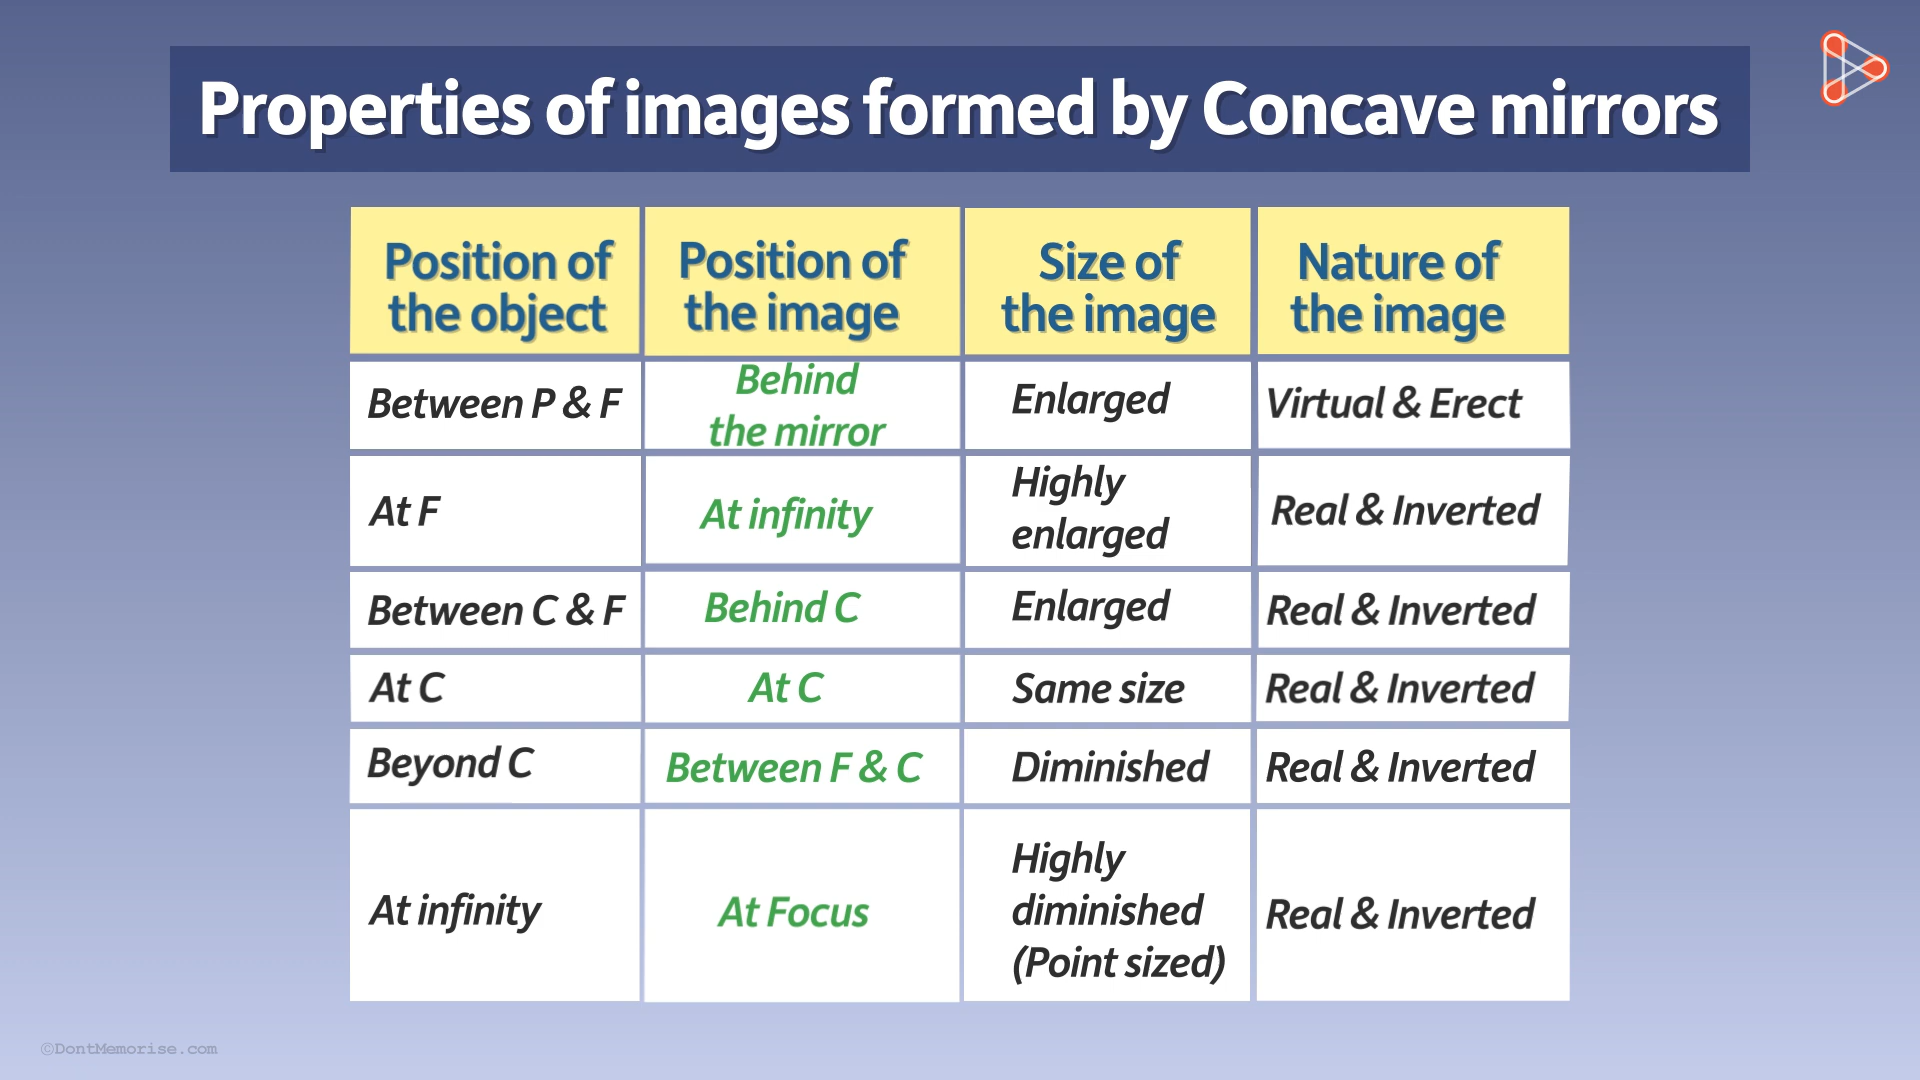 Properties of images formed by Concave mirrors
Position of
the object
Position of
the image
Size of
the image
Nature of
the image
Between P & F
Behind
the mirror
Enlarged
Virtual & Erect
At F
At infinity
Highly
enlarged
Real & Inverted
Between C & F
Behind C
Enlarged
Real & Inverted
At C
At C
Same size
Real & Inverted
Beyond C
Between F & C
Diminished
Real & Inverted
At infinity
At Focus
Highly
diminished
(Point sized)
Real & Inverted
©DontMemorise.com